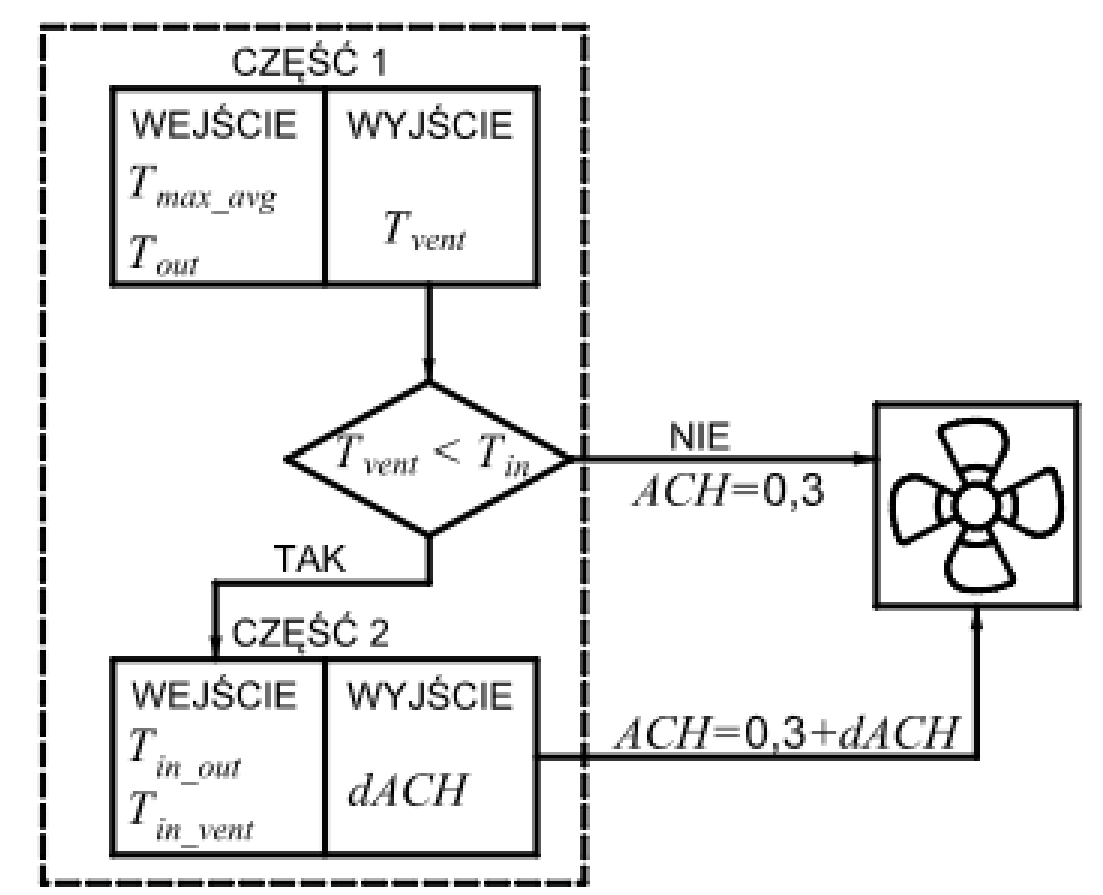 CZĘŚĆ 1
WEJŚCIE
T_max_avg
T_out
WYJŚCIE
T_vent
T_vent < T_in
NIE
ACH=0,3
TAK
CZĘŚĆ 2
WEJŚCIE
T_in_out
T_in_vent
WYJŚCIE
dACH
ACH=0,3+dACH